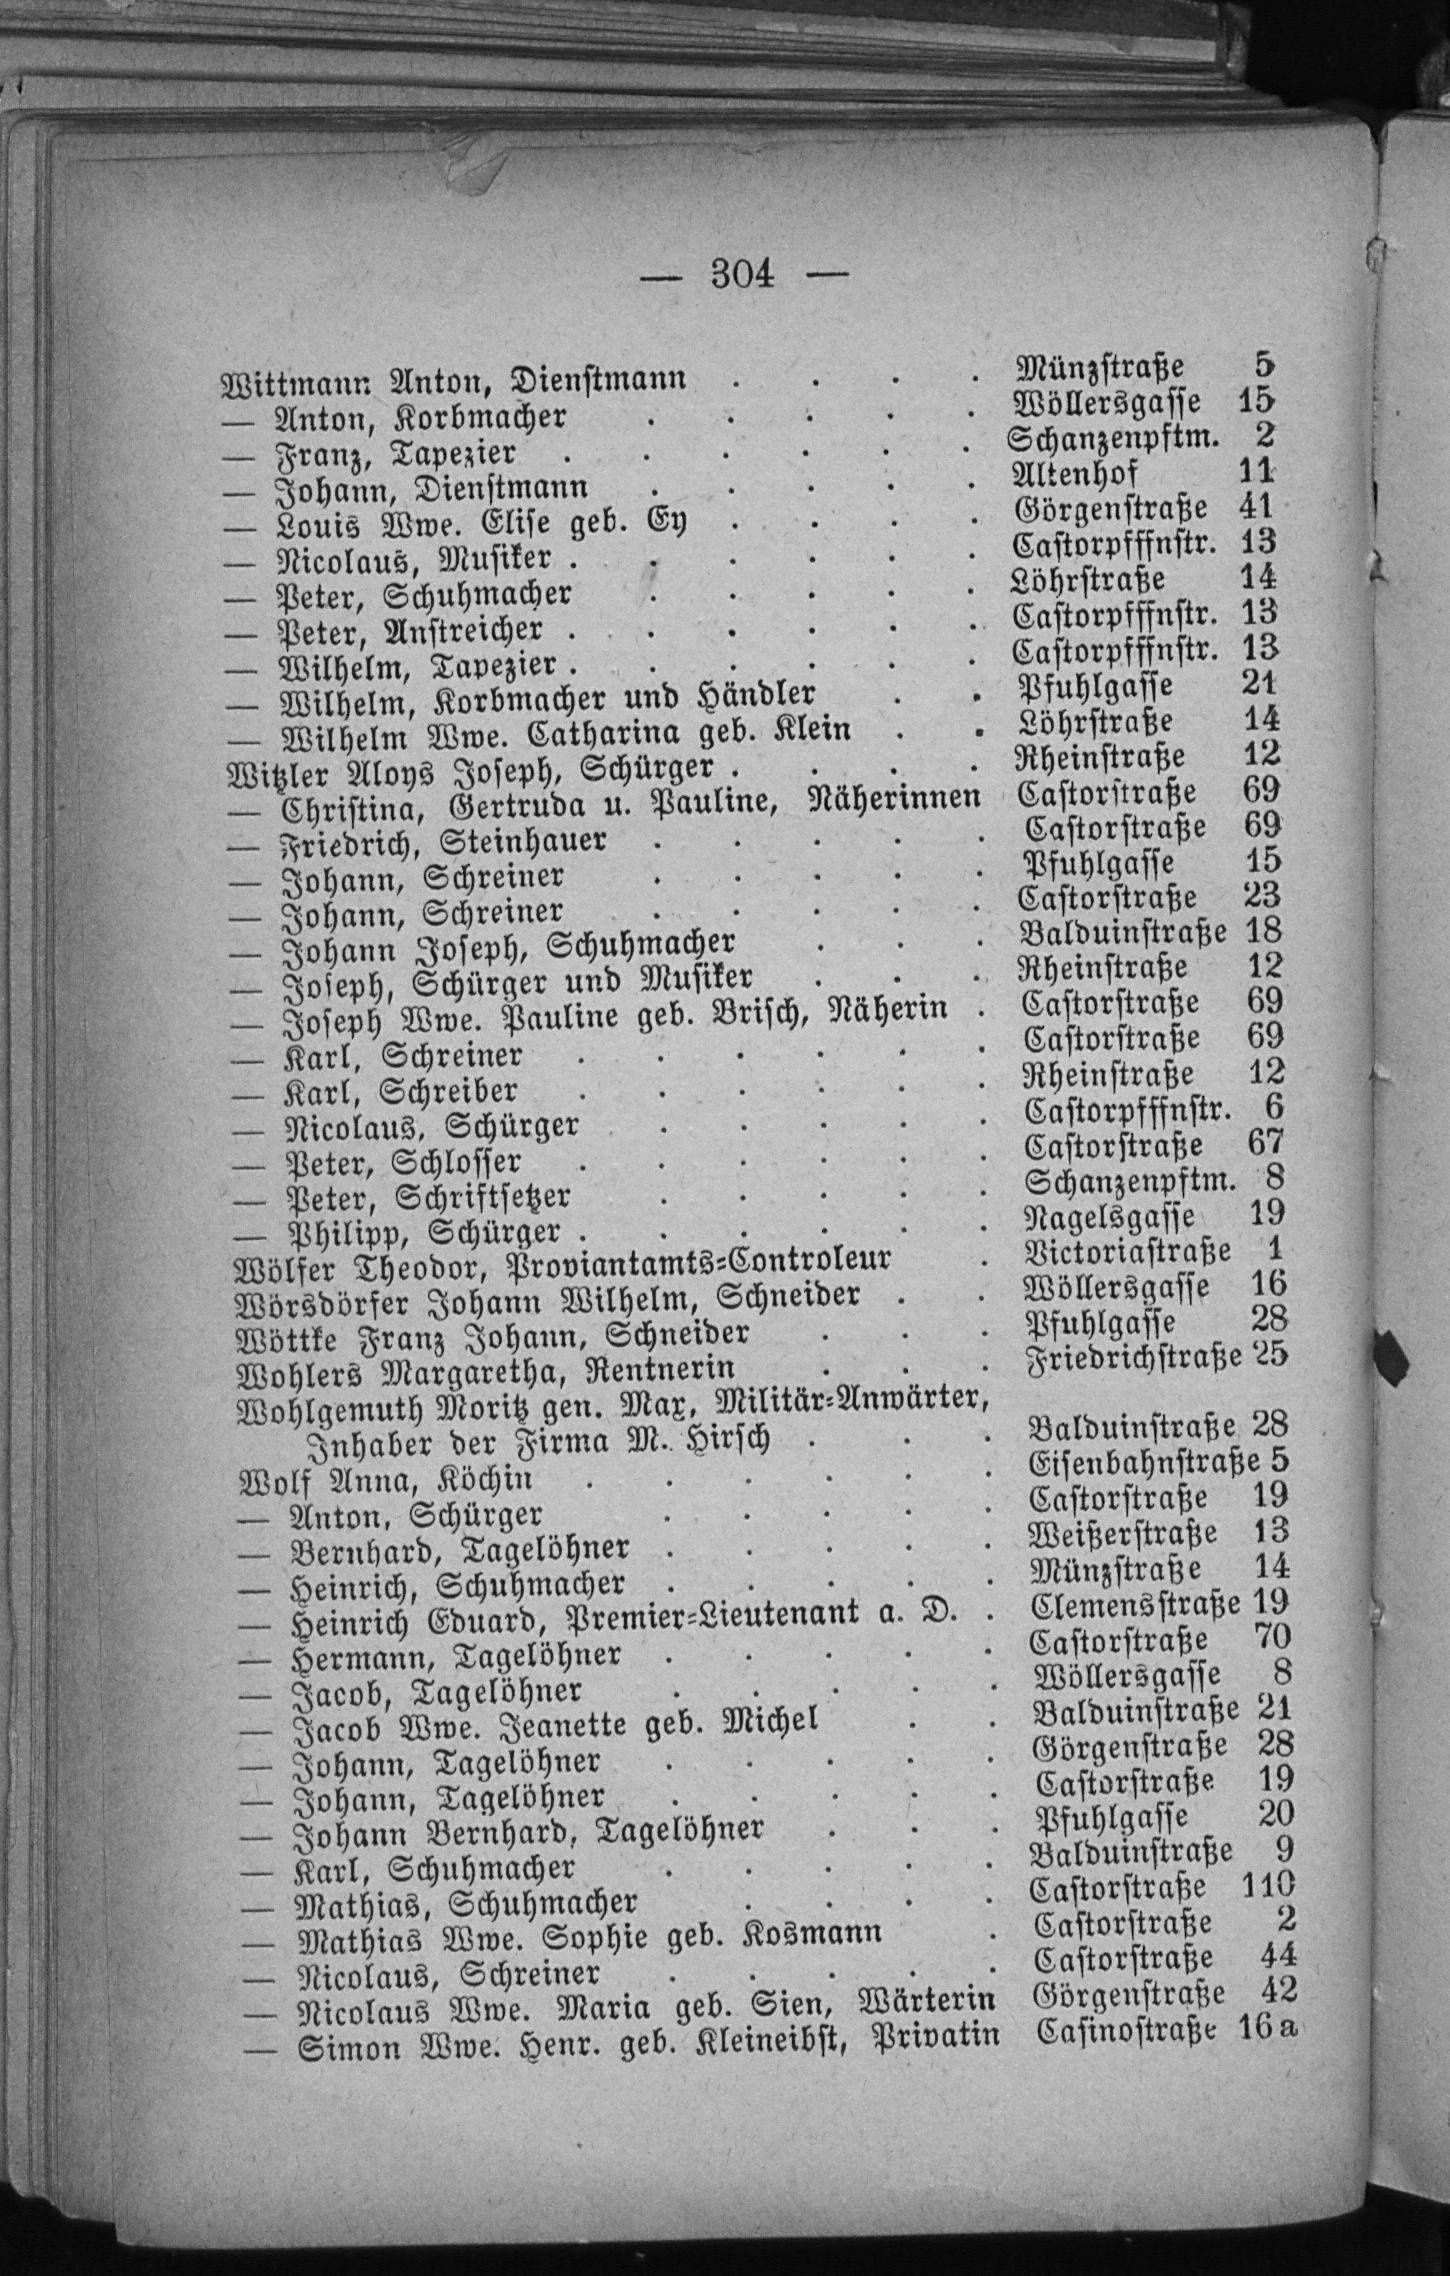 — 304 —
Wittmann Anton, Dienstmann . . . . Münzstraße 5
— Anton, Korbmacher . . . . . Wöllersgasse 15
— Franz, Tapezier . . . . . . Schanzenpftm. 2
— Johann, Dienstmann . . . . . Altenhof 11
— Louis Wwe. Elise geb. Ey . . . . Görgenstraße 41
— Nicolaus, Musiker . . . . . . Castorpfffnstr. 13
— Peter, Schuhmacher . . . . . Löhrstraße 14
— Peter, Anstreicher . . . . . . Castorpfffnstr. 13
— Wilhelm, Tapezier . . . . . . Castorpfffnstr. 13
— Wilhelm, Korbmacher und Händler . . Pfuhlgasse 21
— Wilhelm Wwe. Catharina geb. Klein . . Löhrstraße 14
Witzler Aloys Joseph, Schürger . . . . Rheinstraße 12
— Christina, Gertruda u. Pauline, Näherinnen Castorstraße 69
— Friedrich, Steinhauer . . . . . Castorstraße 69
— Johann, Schreiner . . . . . Pfuhlgasse 15
— Johann, Schreiner . . . . . Castorstraße 23
— Johann Joseph, Schuhmacher . . . Balduinstraße 18
— Joseph, Schürger und Musiker . . . Rheinstraße 12
— Joseph Wwe. Pauline geb. Brisch, Näherin . Castorstraße 69
— Karl, Schreiner . . . . . . Castorstraße 69
— Karl, Schreiber . . . . . . Rheinstraße 12
— Nicolaus, Schürger . . . . . Castorpfffnstr. 6
— Peter, Schlosser . . . . . . Castorstraße 67
— Peter, Schriftsetzer . . . . . Schanzenpftm. 8
— Philipp, Schürger . . . . . . Nagelsgasse 19
Wölfer Theodor, Proviantamts-Controleur . Victoriastraße 1
Wörsdörfer Johann Wilhelm, Schneider . . Wöllersgasse 16
Wöttke Franz Johann, Schneider . . . Pfuhlgasse 28
Wohlers Margaretha, Rentnerin . . . Friedrichstraße 25
Wohlgemuth Moritz gen. Max, Militär-Anwärter,
Inhaber der Firma M. Hirsch . . . Balduinstraße 28
Wolf Anna, Köchin . . . . . . Eisenbahnstraße 5
— Anton, Schürger . . . . . Castorstraße 19
— Bernhard, Tagelöhner . . . . . Weißerstraße 13
— Heinrich, Schuhmacher . . . . . Münzstraße 14
— Heinrich Eduard, Premier-Lieutenant a. D. . Clemensstraße 19
— Hermann, Tagelöhner . . . . . Castorstraße 70
— Jacob, Tagelöhner . . . . . Wöllersgasse 8
— Jacob Wwe. Jeanette geb. Michel . . Balduinstraße 21
— Johann, Tagelöhner . . . . . Görgenstraße 28
— Johann, Tagelöhner . . . . . Castorstraße 19
— Johann Bernhard, Tagelöhner . . . Pfuhlgasse 20
— Karl, Schuhmacher . . . . . Balduinstraße 9
— Mathias, Schuhmacher . . . . Castorstraße 110
— Mathias Wwe. Sophie geb. Kosmann . Castorstraße 2
— Nicolaus, Schreiner . . . . . Castorstraße 44
— Nicolaus Wwe. Maria geb. Sien, Wärterin Görgenstraße 42
— Simon Wwe. Henr. geb. Kleineibst, Privatin Casinostraße 16a